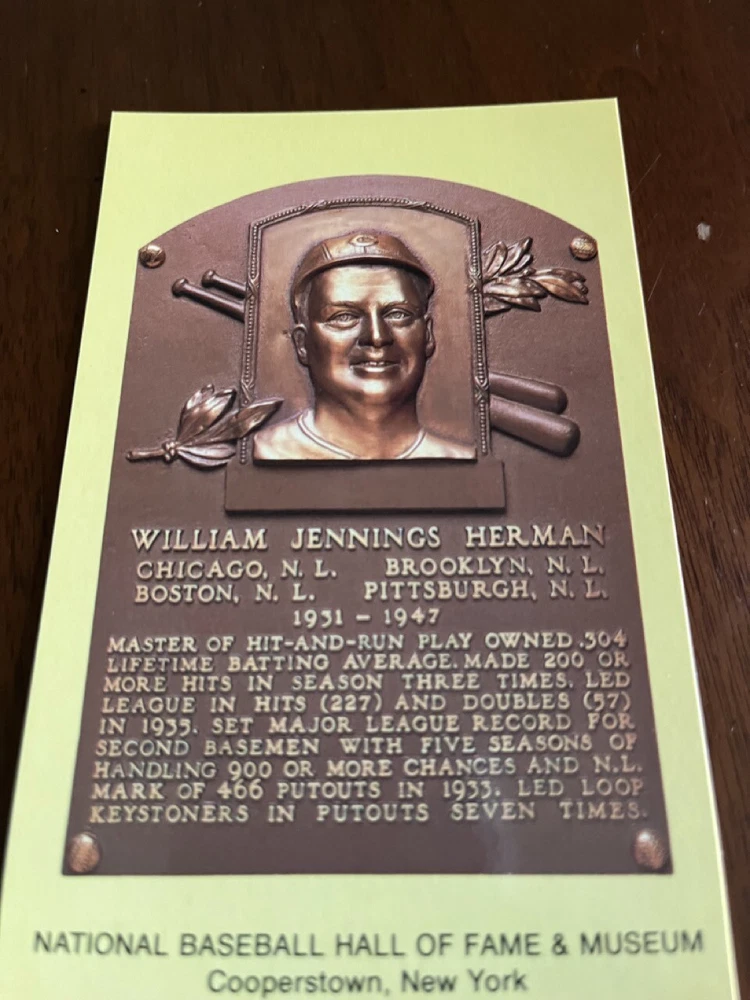 WILLIAM JENNINGS HERMAN
CHICAGO, N. L. BROOKLYN, N. L.
BOSTON, N. L. PITTSBURGH, N. L.
1931 – 1947
MASTER OF HIT-AND-RUN PLAY OWNED .304
LIFETIME BATTING AVERAGE. MADE 200 OR
MORE HITS IN SEASON THREE TIMES. LED
LEAGUE IN HITS (227) AND DOUBLES (57)
IN 1935. SET MAJOR LEAGUE RECORD FOR
SECOND BASEMEN WITH FIVE SEASONS OF
HANDLING 900 OR MORE CHANCES AND N.L.
MARK OF 466 PUTOUTS IN 1933. LED LOOP
KEYSTONERS IN PUTOUTS SEVEN TIMES.
NATIONAL BASEBALL HALL OF FAME & MUSEUM
Cooperstown, New York